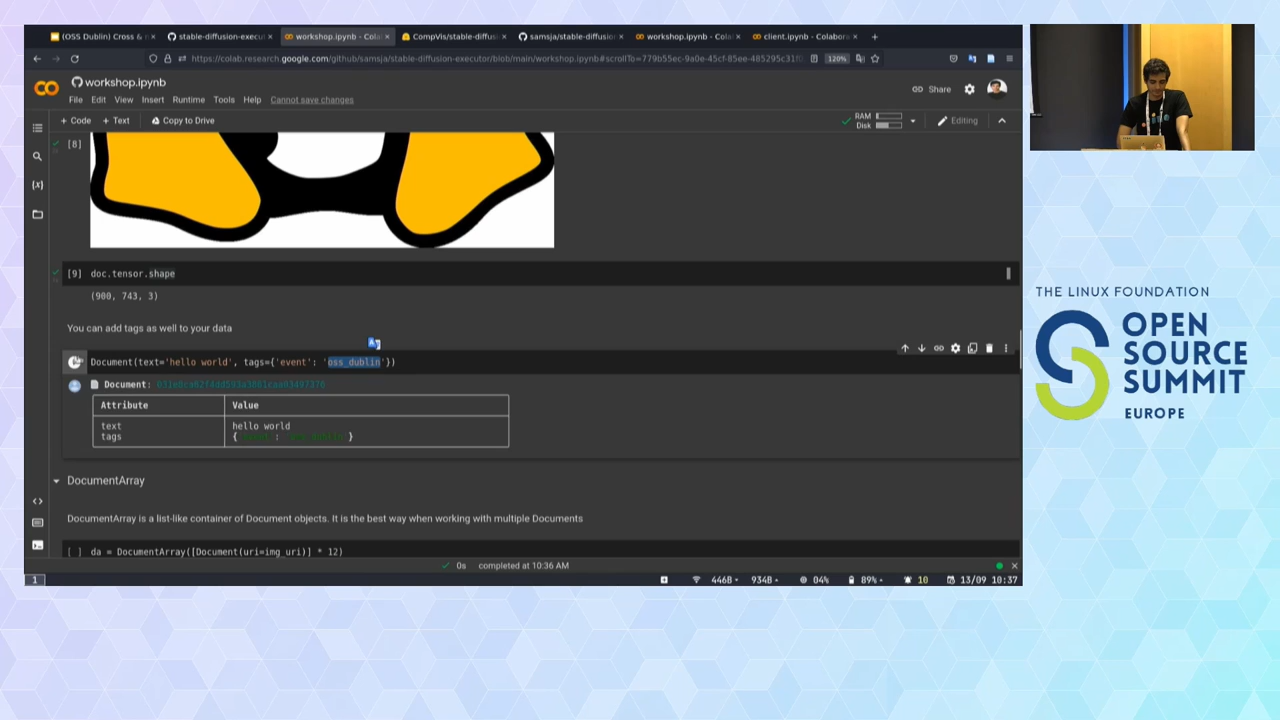 (OSS Dublin) Cross &
stable-diffusion-execut
workshop.ipynb - Cola
CompVis/stable-diffus
samsja/stable-diffusion
workshop.ipynb - Col
client.ipynb - Colabora
https://colab.research.google.com/github/samsja/stable-diffusion-executor/blob/main/workshop.ipynb
120%
workshop.ipynb
File Edit View Insert Runtime Tools Help Cannot save changes
Share
+ Code + Text Copy to Drive
RAM
Disk
Editing
[8]
[9] doc.tensor.shape
(900, 743, 3)
You can add tags as well to your data
Document(text='hello world', tags={'event': 'oss_dublin'})
Document:
Attribute Value
text hello world
tags {'event': 'oss_dublin'}
DocumentArray
DocumentArray is a list-like container of Document objects. It is the best way when working with multiple Documents
[ ] da = DocumentArray([Document(uri=img_uri)] * 12)
0s completed at 10:36 AM
1
446B 934B 04% 89% 10 13/09 10:37
THE LINUX FOUNDATION
OPEN
SOURCE
SUMMIT
EUROPE